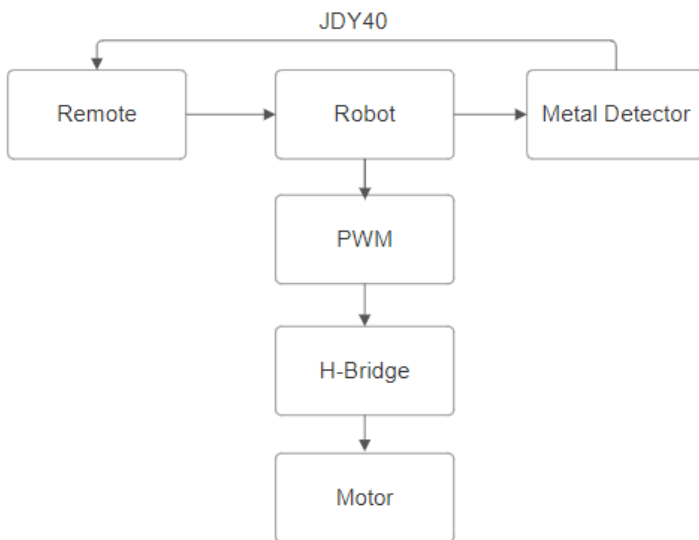 JDY40
Remote
Robot
Metal Detector
PWM
H-Bridge
Motor